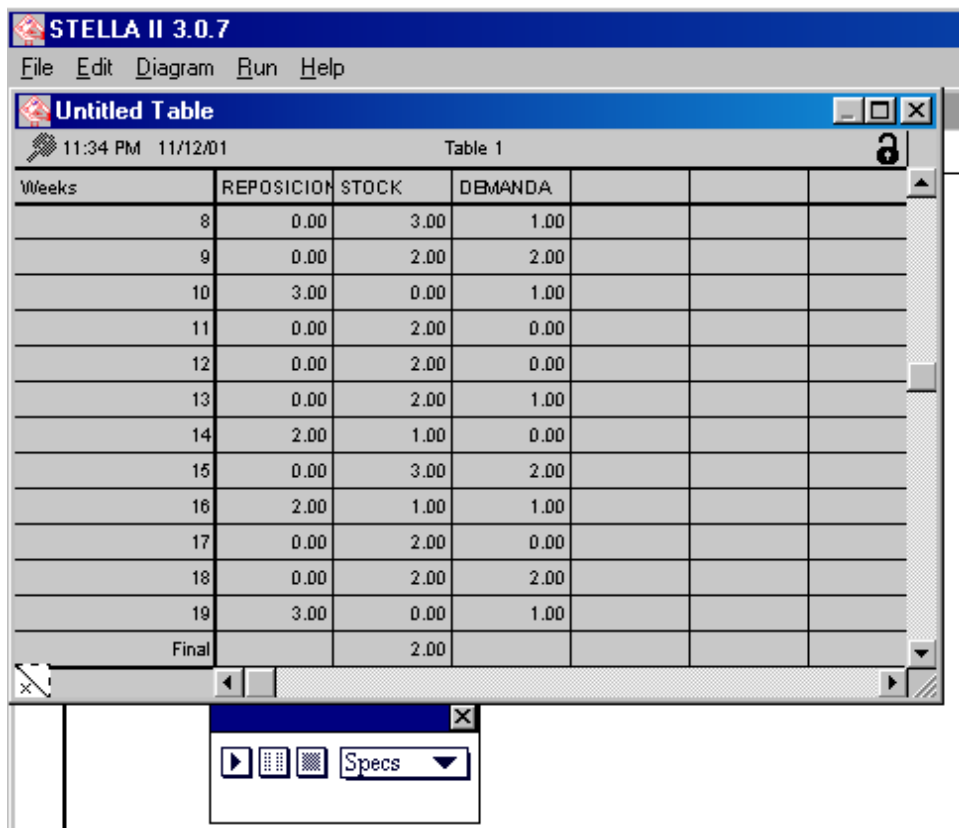 STELLA II 3.0.7
File Edit Diagram Run Help
Untitled Table
11:34 PM 11/12/01 Table 1
Weeks REPOSICION STOCK DEMANDA
8 0.00 3.00 1.00
9 0.00 2.00 2.00
10 3.00 0.00 1.00
11 0.00 2.00 0.00
12 0.00 2.00 0.00
13 0.00 2.00 1.00
14 2.00 1.00 0.00
15 0.00 3.00 2.00
16 2.00 1.00 1.00
17 0.00 2.00 0.00
18 0.00 2.00 2.00
19 3.00 0.00 1.00
Final 2.00
Specs